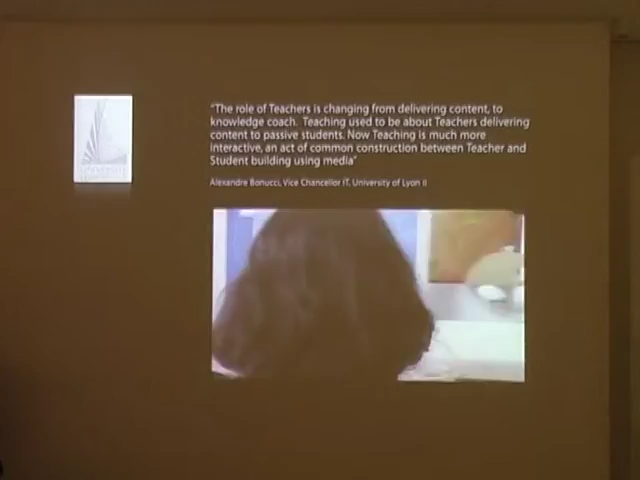 "The role of Teachers is changing from delivering content, to
knowledge coach. Teaching used to be about Teachers delivering
content to passive students. Now Teaching is much more
interactive, an act of common construction between Teacher and
Student building using media"
Alexandre Bonucci, Vice Chancellor IT, University of Lyon II